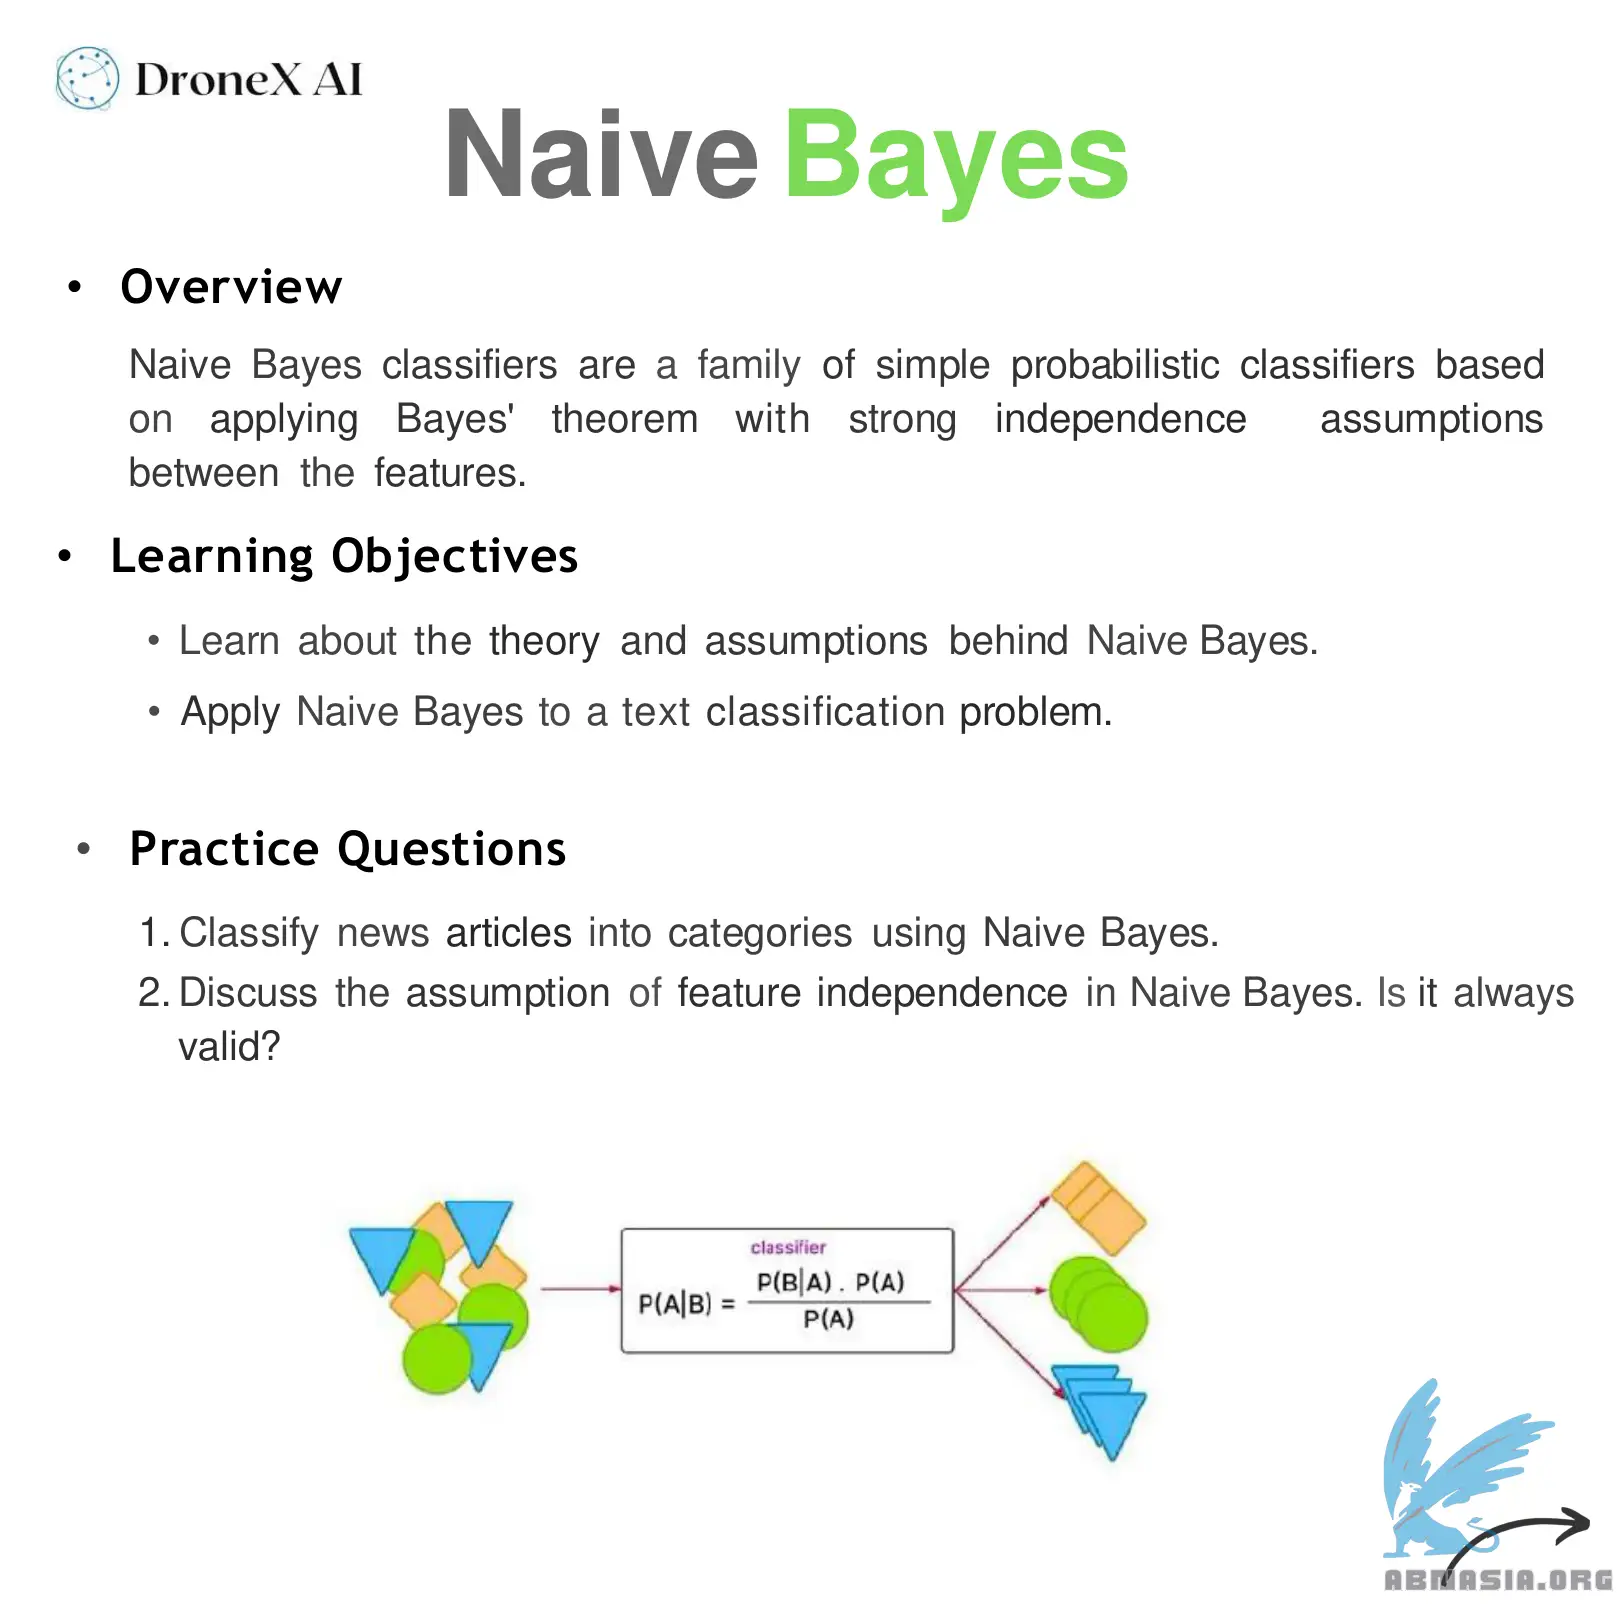 DroneX AI
Naive Bayes
• Overview
Naive Bayes classifiers are a family of simple probabilistic classifiers based
on applying Bayes' theorem with strong independence assumptions
between the features.
• Learning Objectives
• Learn about the theory and assumptions behind Naive Bayes.
• Apply Naive Bayes to a text classification problem.
• Practice Questions
1. Classify news articles into categories using Naive Bayes.
2. Discuss the assumption of feature independence in Naive Bayes. Is it always
valid?
classifier
P(B|A) . P(A)
P(A|B) =
P(A)
ABNASIA.ORG